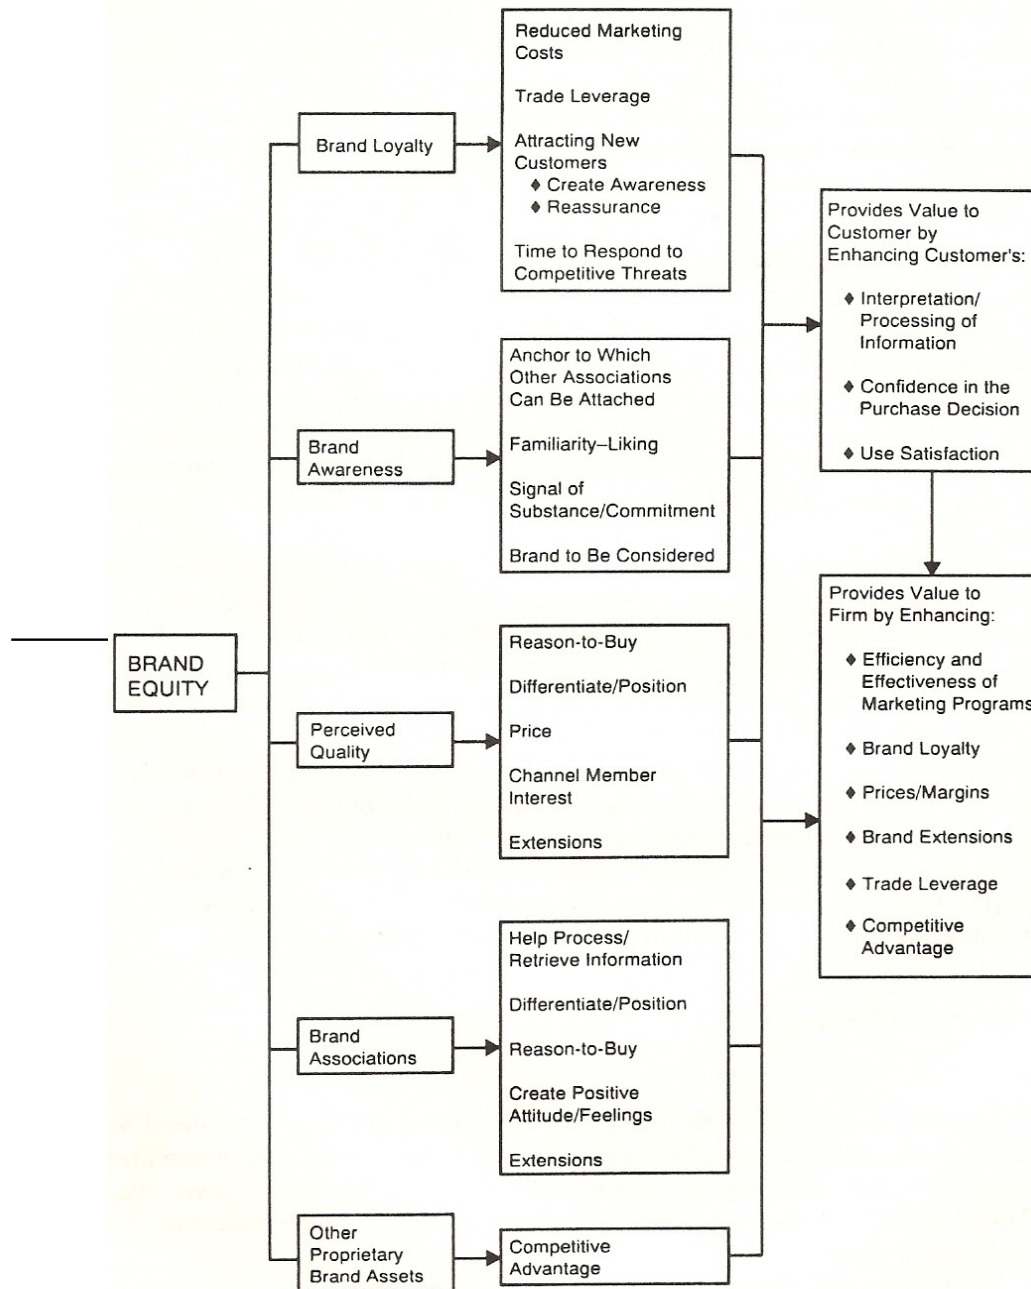 Reduced Marketing
Costs
Trade Leverage
Attracting New
Customers
♦ Create Awareness
♦ Reassurance
Time to Respond to
Competitive Threats
Brand Loyalty
Provides Value to
Customer by
Enhancing Customer's:
♦ Interpretation/
Processing of
Information
♦ Confidence in the
Purchase Decision
♦ Use Satisfaction
Anchor to Which
Other Associations
Can Be Attached
Familiarity–Liking
Signal of
Substance/Commitment
Brand to Be Considered
Brand
Awareness
Provides Value to
Firm by Enhancing:
♦ Efficiency and
Effectiveness of
Marketing Programs
♦ Brand Loyalty
♦ Prices/Margins
♦ Brand Extensions
♦ Trade Leverage
♦ Competitive
Advantage
BRAND
EQUITY
Reason-to-Buy
Differentiate/Position
Price
Channel Member
Interest
Extensions
Perceived
Quality
Help Process/
Retrieve Information
Differentiate/Position
Reason-to-Buy
Create Positive
Attitude/Feelings
Extensions
Brand
Associations
Other
Proprietary
Brand Assets
Competitive
Advantage